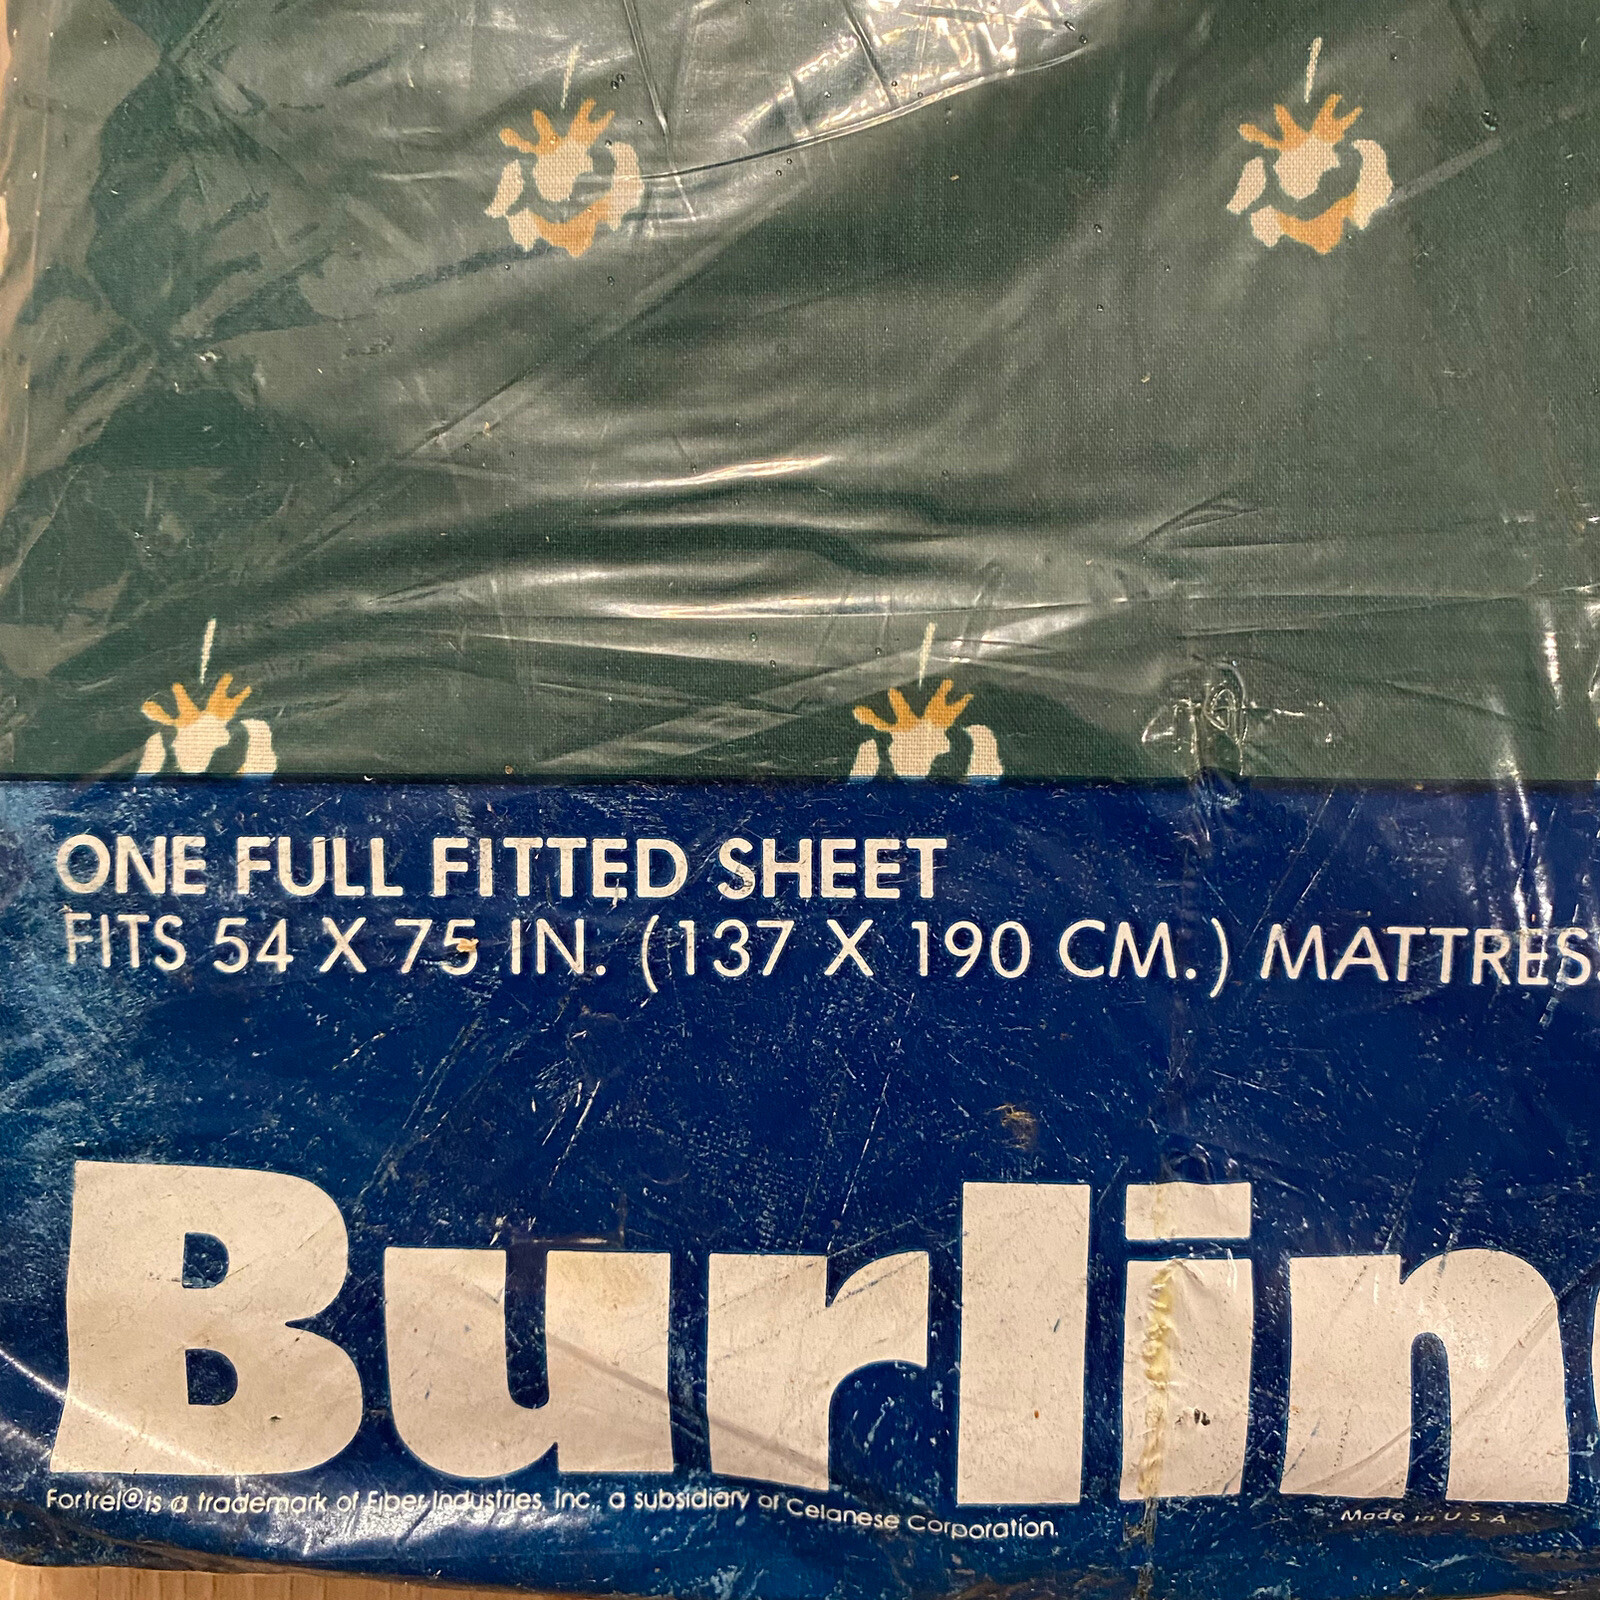 ONE FULL FITTED SHEET
FITS 54 X 75 IN. (137 X 190 CM.) MATTRES
Burlin
Fortrel® is a trademark of Fiber Industries, Inc., a subsidiary of Celanese Corporation.
Made in U S A